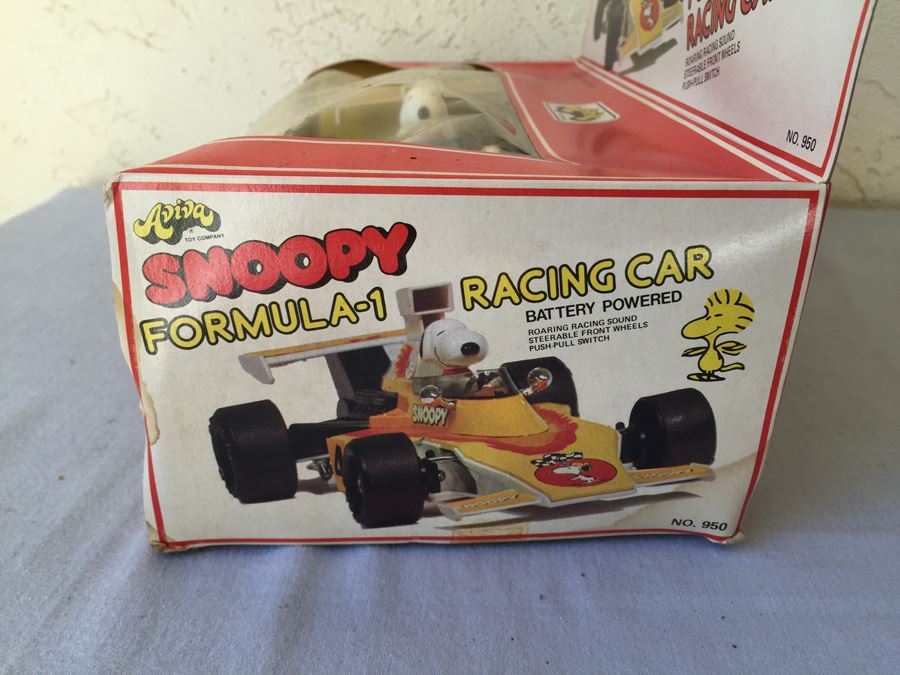 RACING CAR
ROARING RACING SOUND
STEERABLE FRONT WHEELS
PUSH-PULL SWITCH
NO. 950
Aviva
®
TOY COMPANY
SNOOPY
FORMULA-1 RACING CAR
BATTERY POWERED
ROARING RACING SOUND
STEERABLE FRONT WHEELS
PUSH-PULL SWITCH
SNOOPY
NO. 950